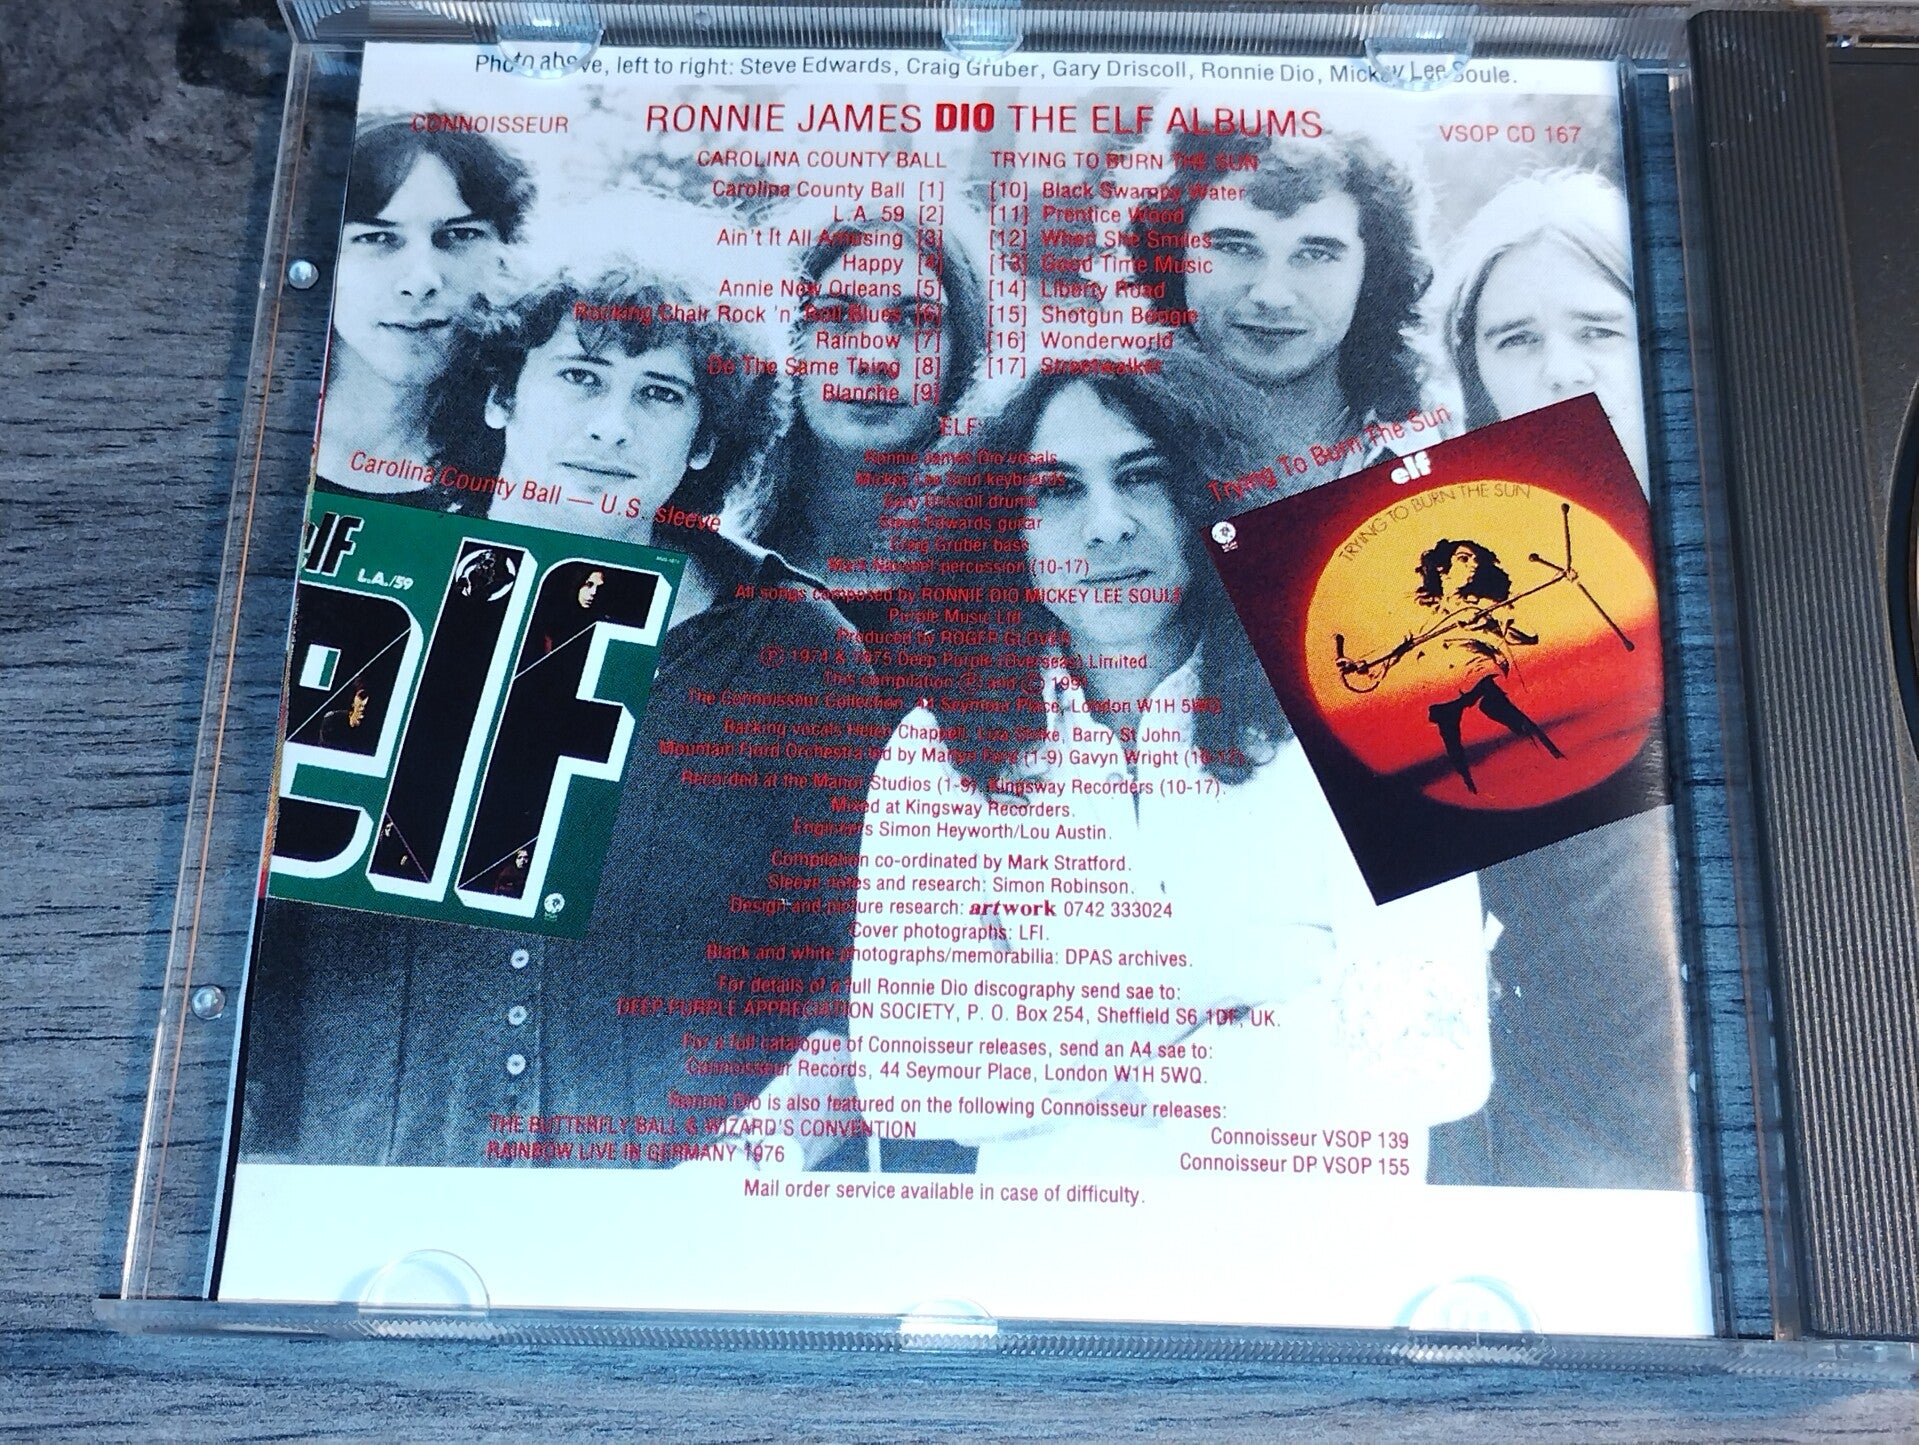 Photo above, left to right: Steve Edwards, Craig Gruber, Gary Driscoll, Ronnie Dio, Mickey Lee Soule.
CONNOISSEUR
RONNIE JAMES DIO THE ELF ALBUMS
VSOP CD 167
CAROLINA COUNTY BALL
Carolina County Ball [1]
L.A. 59 [2]
Ain't It All Amusing [3]
Happy [4]
Annie New Orleans [5]
Rocking Chair Rock 'n' Roll Blues [6]
Rainbow [7]
Do The Same Thing [8]
Blanche [9]
TRYING TO BURN THE SUN
[10] Black Swampy Water
[11] Prentice Wood
[12] When She Smiles
[13] Good Time Music
[14] Liberty Road
[15] Shotgun Boogie
[16] Wonderworld
[17] Streetwalker
ELF:
Ronnie James Dio vocals
Mickey Lee Soul keyboards
Gary Driscoll drums
Steve Edwards guitar
Craig Gruber bass
Mark Nauseef percussion (10-17)
All songs composed by RONNIE DIO MICKEY LEE SOULE
Purple Music Ltd
Produced by ROGER GLOVER
Ⓟ 1974 & 1975 Deep Purple (Overseas) Limited.
This compilation Ⓟ and © 1991
The Connoisseur Collection, 44 Seymour Place, London W1H 5WQ.
Backing vocals Helen Chappell, Liza Strike, Barry St John.
Mountain Fjord Orchestra led by Martyn Ford (1-9) Gavyn Wright (10-17).
Recorded at the Manor Studios (1-9), Kingsway Recorders (10-17).
Mixed at Kingsway Recorders.
Engineers Simon Heyworth/Lou Austin.
Compilation co-ordinated by Mark Stratford.
Sleeve notes and research: Simon Robinson.
Design and picture research: artwork 0742 333024
Cover photographs: LFI.
Black and white photographs/memorabilia: DPAS archives.
For details of a full Ronnie Dio discography send sae to:
DEEP PURPLE APPRECIATION SOCIETY, P. O. Box 254, Sheffield S6 1DF, UK.
For a full catalogue of Connoisseur releases, send an A4 sae to:
Connoisseur Records, 44 Seymour Place, London W1H 5WQ.
Ronnie Dio is also featured on the following Connoisseur releases:
THE BUTTERFLY BALL & WIZARD'S CONVENTION Connoisseur VSOP 139
RAINBOW LIVE IN GERMANY 1976 Connoisseur DP VSOP 155
Mail order service available in case of difficulty.
Carolina County Ball — U.S. sleeve
elf
L.A./59
elf
Trying To Burn The Sun
elf
TRYING TO BURN THE SUN